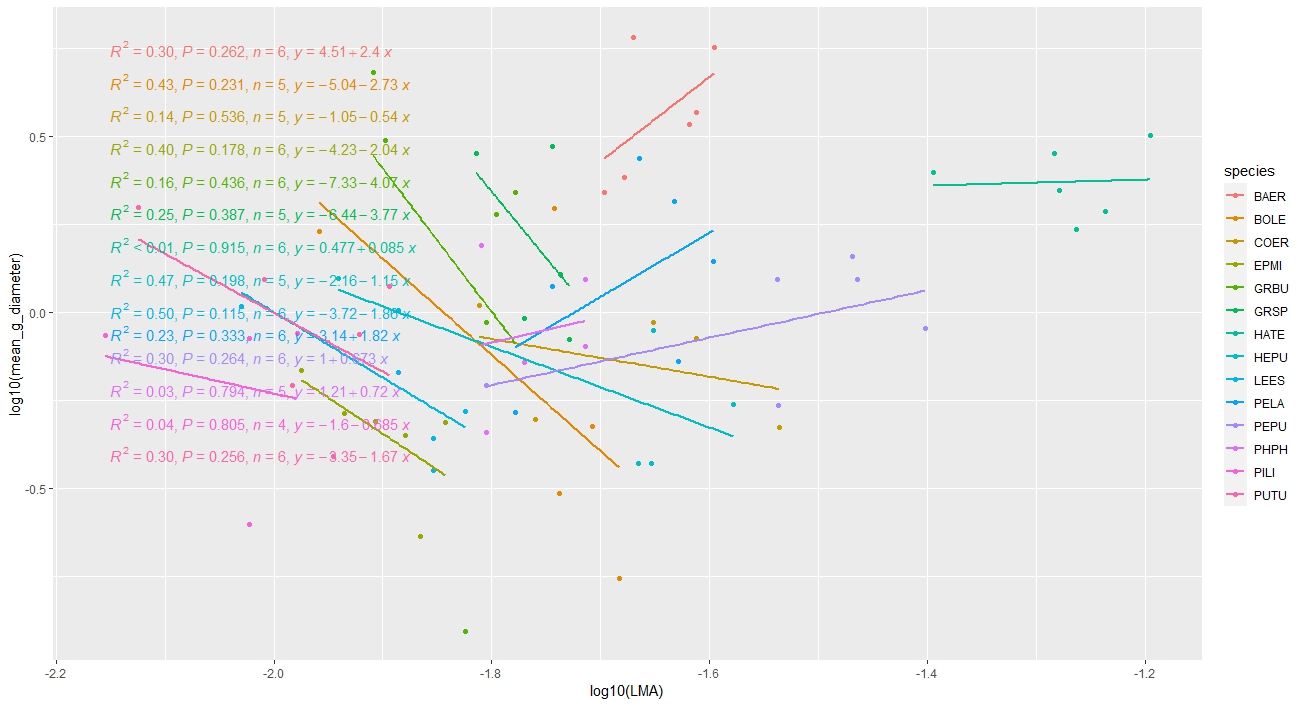 R² = 0.30, P = 0.262, n = 6, y = 4.51 + 2.4 x
R² = 0.43, P = 0.231, n = 5, y = −5.04 − 2.73 x
R² = 0.14, P = 0.536, n = 5, y = −1.05 − 0.54 x
R² = 0.40, P = 0.178, n = 6, y = −4.23 − 2.04 x
R² = 0.16, P = 0.436, n = 6, y = −7.33 − 4.07 x
R² = 0.25, P = 0.387, n = 5, y = −6.44 − 3.77 x
R² < 0.01, P = 0.915, n = 6, y = 0.477 + 0.085 x
R² = 0.47, P = 0.198, n = 5, y = −2.16 − 1.15 x
R² = 0.50, P = 0.115, n = 6, y = −3.72 − 1.86 x
R² = 0.23, P = 0.333, n = 6, y = 3.14 + 1.82 x
R² = 0.30, P = 0.264, n = 6, y = 1 + 0.673 x
R² = 0.03, P = 0.794, n = 5, y = 1.21 + 0.72 x
R² = 0.04, P = 0.805, n = 4, y = −1.6 − 0.685 x
R² = 0.30, P = 0.256, n = 6, y = −3.35 − 1.67 x
0.5
0.0
-0.5
log10(mean_g_diameter)
-2.2 -2.0 -1.8 -1.6 -1.4 -1.2
log10(LMA)
species
BAER
BOLE
COER
EPMI
GRBU
GRSP
HATE
HEPU
LEES
PELA
PEPU
PHPH
PILI
PUTU